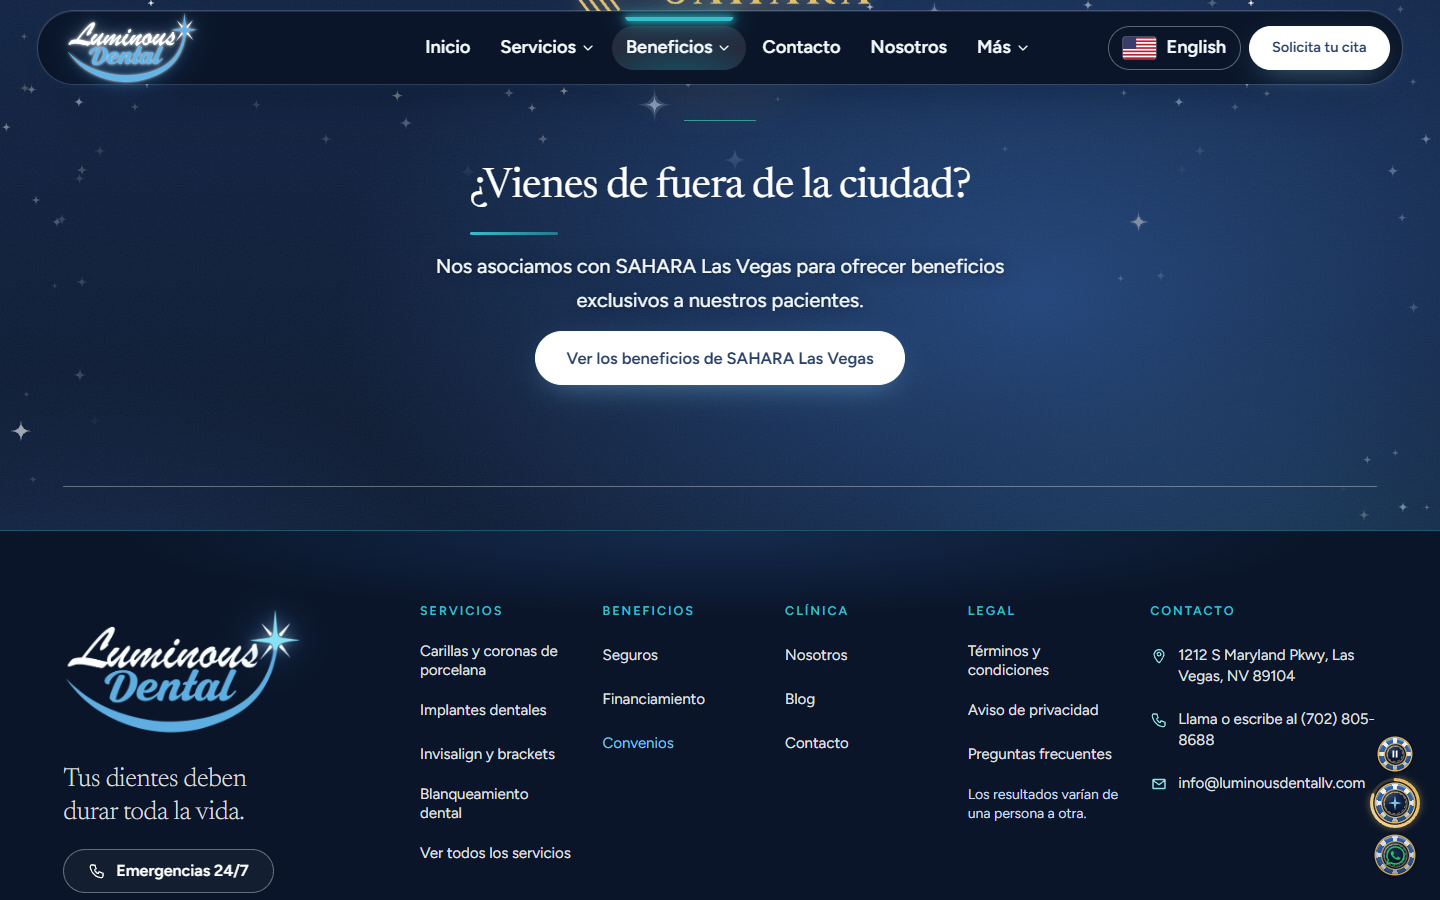 SAHARA
Luminous
Dental
Inicio
Servicios
Beneficios
Contacto
Nosotros
Más
English
Solicita tu cita
¿Vienes de fuera de la ciudad?
Nos asociamos con SAHARA Las Vegas para ofrecer beneficios
exclusivos a nuestros pacientes.
Ver los beneficios de SAHARA Las Vegas
Luminous
Dental
Tus dientes deben
durar toda la vida.
Emergencias 24/7
SERVICIOS
Carillas y coronas de
porcelana
Implantes dentales
Invisalign y brackets
Blanqueamiento
dental
Ver todos los servicios
BENEFICIOS
Seguros
Financiamiento
Convenios
CLÍNICA
Nosotros
Blog
Contacto
LEGAL
Términos y
condiciones
Aviso de privacidad
Preguntas frecuentes
Los resultados varían de
una persona a otra.
CONTACTO
1212 S Maryland Pkwy, Las
Vegas, NV 89104
Llama o escribe al (702) 805-
8688
info@luminousdentallv.com